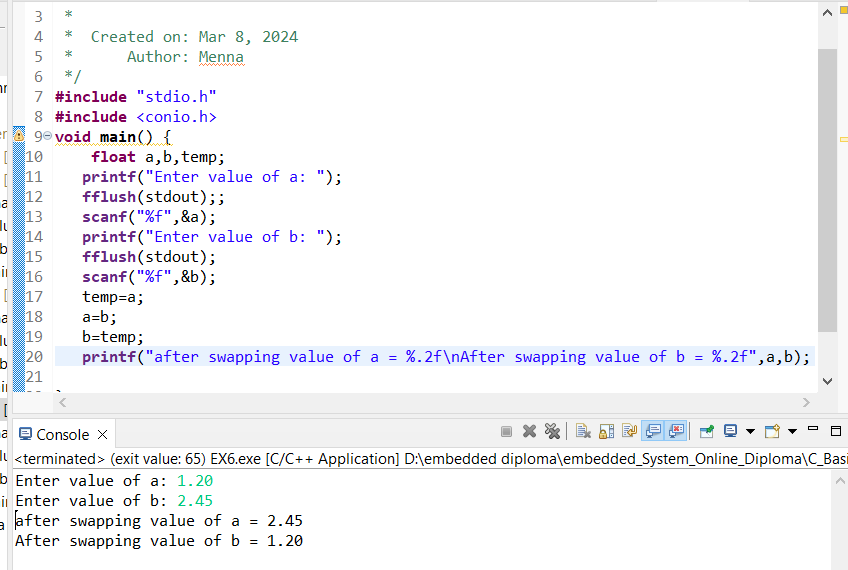 3 *
4 * Created on: Mar 8, 2024
5 * Author: Menna
6 */
7 #include "stdio.h"
8 #include <conio.h>
9 void main() {
10 float a,b,temp;
11 printf("Enter value of a: ");
12 fflush(stdout);;
13 scanf("%f",&a);
14 printf("Enter value of b: ");
15 fflush(stdout);
16 scanf("%f",&b);
17 temp=a;
18 a=b;
19 b=temp;
20 printf("after swapping value of a = %.2f\nAfter swapping value of b = %.2f",a,b);
21
Console
<terminated> (exit value: 65) EX6.exe [C/C++ Application] D:\embedded diploma\embedded_System_Online_Diploma\C_Basi
Enter value of a: 1.20
Enter value of b: 2.45
after swapping value of a = 2.45
After swapping value of b = 1.20